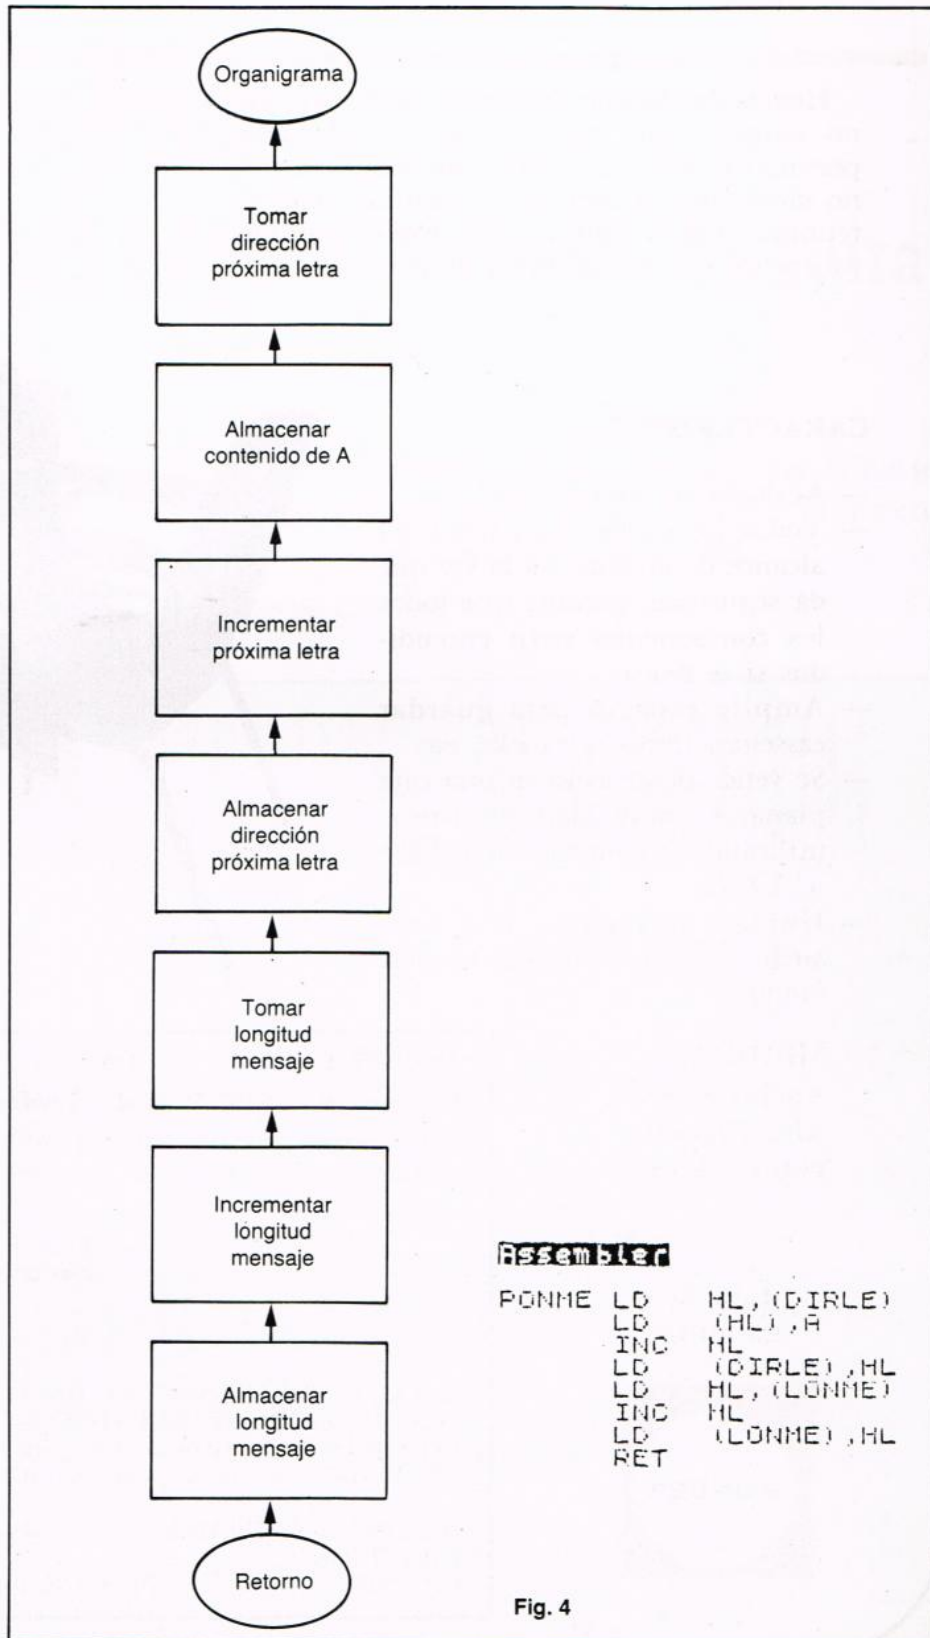 Organigrama
Tomar
dirección
próxima letra
Almacenar
contenido de A
Incrementar
próxima letra
Almacenar
dirección
próxima letra
Tomar
longitud
mensaje
Incrementar
longitud
mensaje
Almacenar
longitud
mensaje
Retorno
Assembler
PONME LD HL,(DIRLE)
LD (HL),A
INC HL
LD (DIRLE),HL
LD HL,(LONME)
INC HL
LD (LONME),HL
RET
Fig. 4